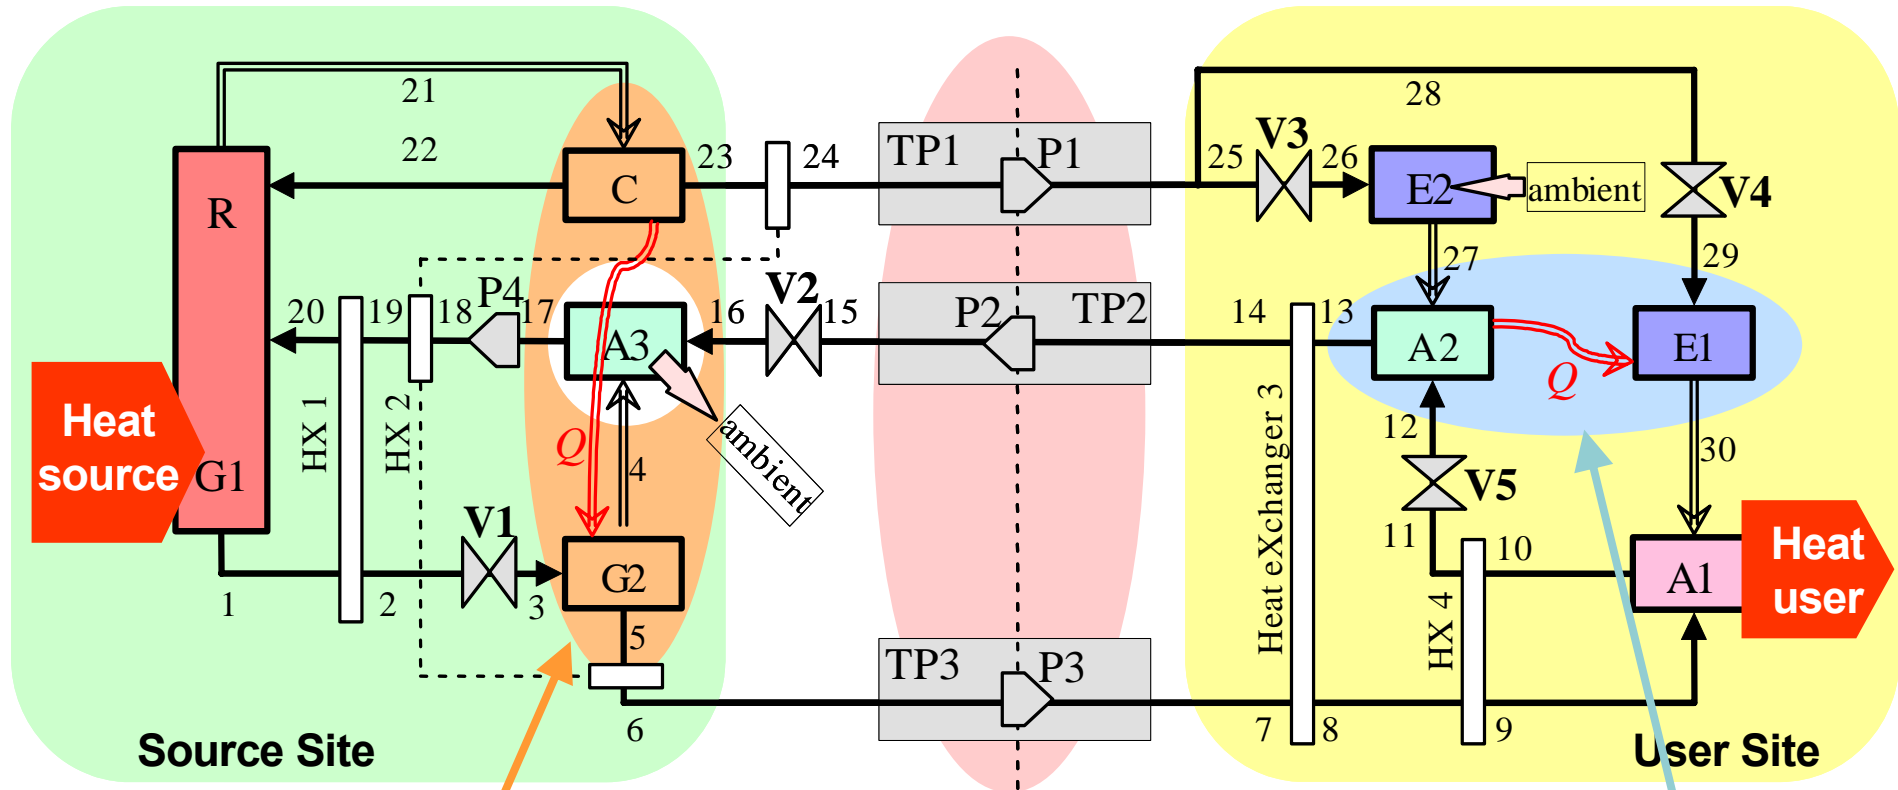 21
28
22
23
24
TP1
P1
25
V3
26
V4
R
C
E2
ambient
27
29
20
19
18
P4
17
16
V2
15
P2
TP2
14
13
A3
A2
Q
E1
Heat
source
HX 1
HX 2
Q
4
ambient
Heat eXchanger 3
12
V5
30
G1
V1
11
10
Heat
user
1
2
3
G2
5
HX 4
A1
TP3
P3
6
7
8
9
Source Site
User Site